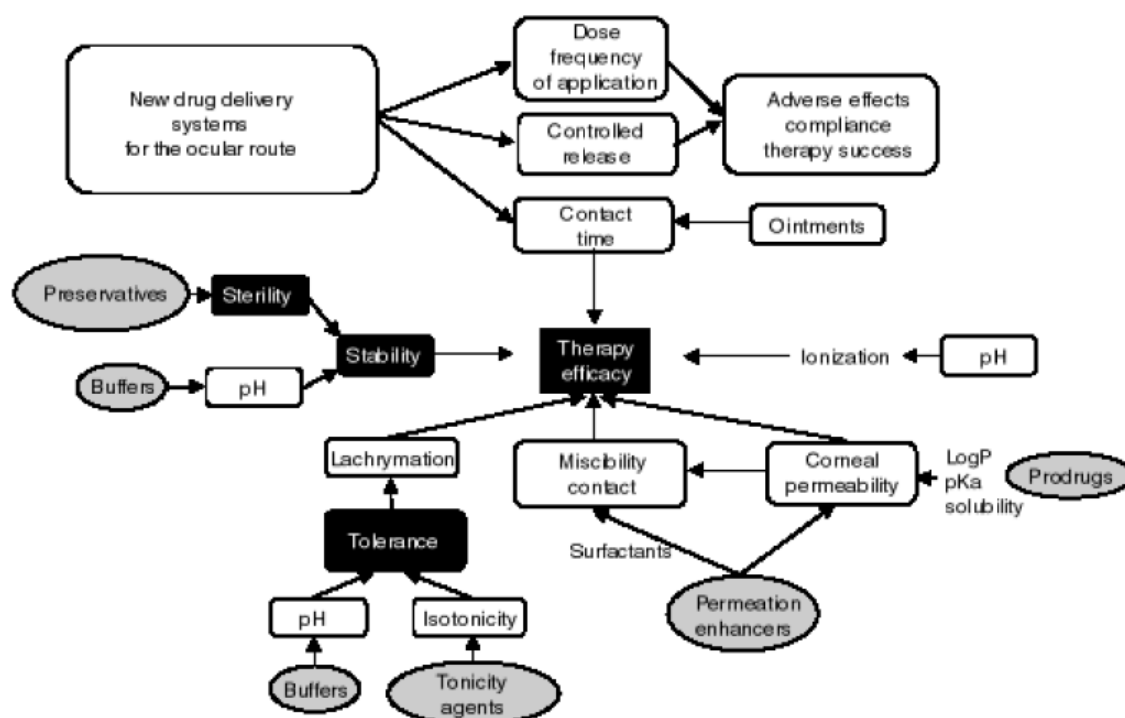 Dose
frequency
of application
New drug delivery
systems
for the ocular route
Adverse effects
compliance
therapy success
Controlled
release
Contact
time
Ointments
Preservatives
Sterility
Stability
Therapy
efficacy
Ionization
pH
Buffers
pH
Lachrymation
Miscibility
contact
Corneal
permeability
LogP
pKa
solubility
Prodrugs
Tolerance
Surfactants
pH
Isotonicity
Permeation
enhancers
Buffers
Tonicity
agents